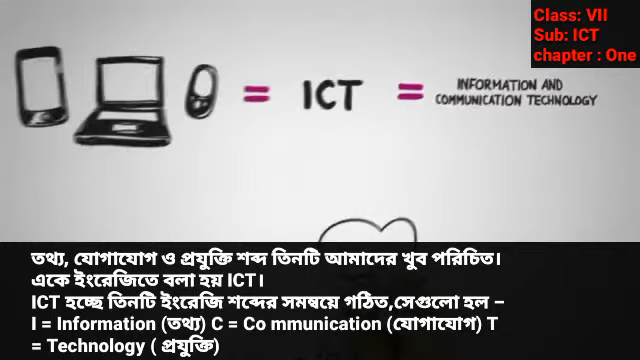 Class: VII
Sub: ICT
chapter : One
= ICT = INFORMATION AND
COMMUNICATION TECHNOLOGY
তথ্য, যোগাযোগ ও প্রযুক্তি শব্দ তিনটি আমাদের খুব পরিচিত।
একে ইংরেজিতে বলা হয় ICT।
ICT হচ্ছে তিনটি ইংরেজি শব্দের সমন্বয়ে গঠিত,সেগুলো হল –
I = Information (তথ্য) C = Co mmunication (যোগাযোগ) T
= Technology ( প্রযুক্তি)